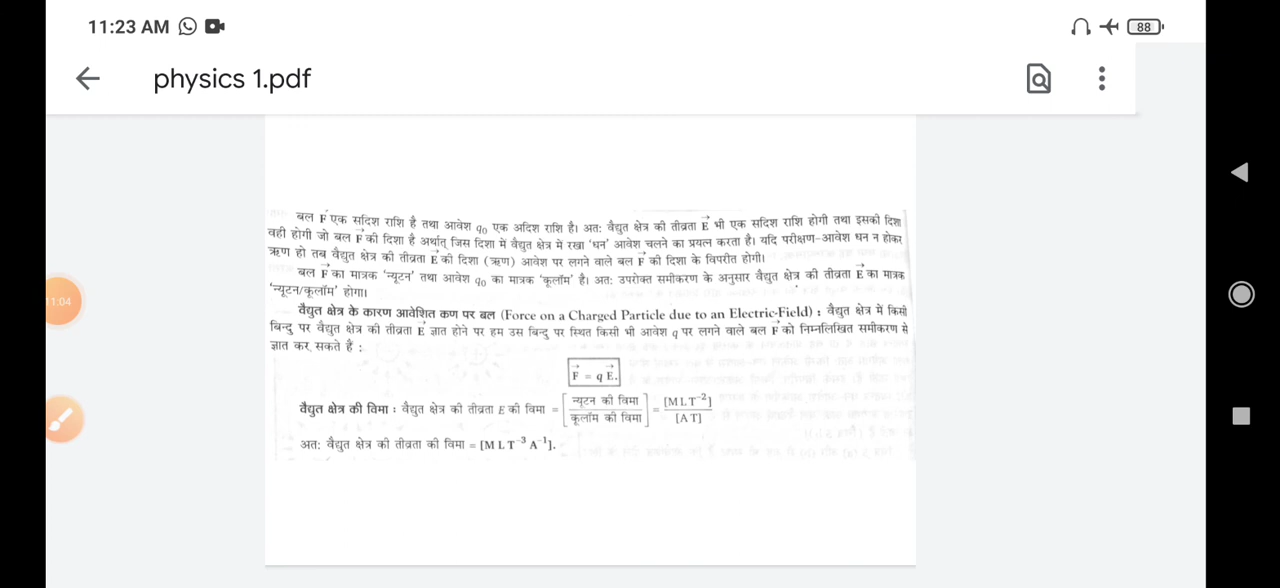 11:23 AM
88
physics 1.pdf
बल F⃗ एक सदिश राशि है तथा आवेश q₀ एक अदिश राशि है। अत: वैद्युत क्षेत्र की तीव्रता E⃗ भी एक सदिश राशि होगी तथा इसकी दिशा
वही होगी जो बल F⃗ की दिशा है अर्थात् जिस दिशा में वैद्युत क्षेत्र में रखा ‘धन’ आवेश चलने का प्रयत्न करता है। यदि परीक्षण-आवेश धन न होकर
ऋण हो तब वैद्युत क्षेत्र की तीव्रता E⃗ की दिशा (ऋण) आवेश पर लगने वाले बल F⃗ की दिशा के विपरीत होगी।
बल F⃗ का मात्रक ‘न्यूटन’ तथा आवेश q₀ का मात्रक ‘कूलॉम’ है। अत: उपरोक्त समीकरण के अनुसार वैद्युत क्षेत्र की तीव्रता E⃗ का मात्रक
‘न्यूटन/कूलॉम’ होगा।
वैद्युत क्षेत्र के कारण आवेशित कण पर बल (Force on a Charged Particle due to an Electric-Field) : वैद्युत क्षेत्र में किसी
बिन्दु पर वैद्युत क्षेत्र की तीव्रता E⃗ ज्ञात होने पर हम उस बिन्दु पर स्थित किसी भी आवेश q पर लगने वाले बल F⃗ को निम्नलिखित समीकरण से
ज्ञात कर सकते हैं :
F⃗ = q E⃗.
वैद्युत क्षेत्र की विमा : वैद्युत क्षेत्र की तीव्रता E की विमा = [न्यूटन की विमा / कूलॉम की विमा] = [M L T⁻²] / [A T]
अत: वैद्युत क्षेत्र की तीव्रता की विमा = [M L T⁻³ A⁻¹].
11:04